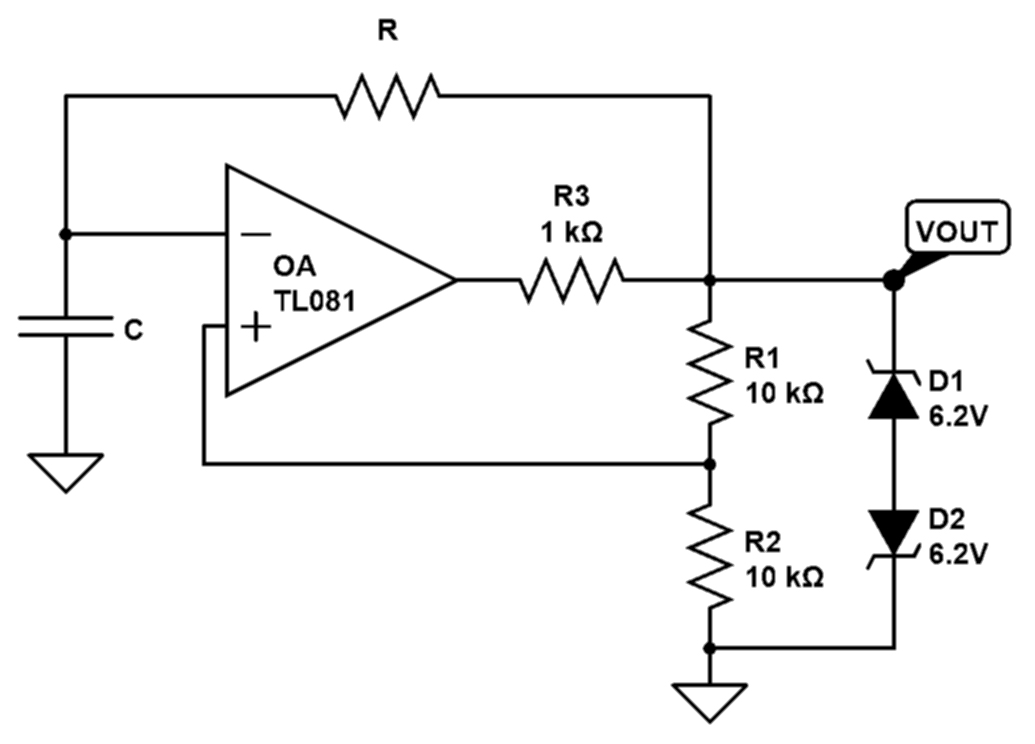 R
R3
1 kΩ
VOUT
−
OA
TL081
+
C
R1
10 kΩ
D1
6.2V
R2
10 kΩ
D2
6.2V